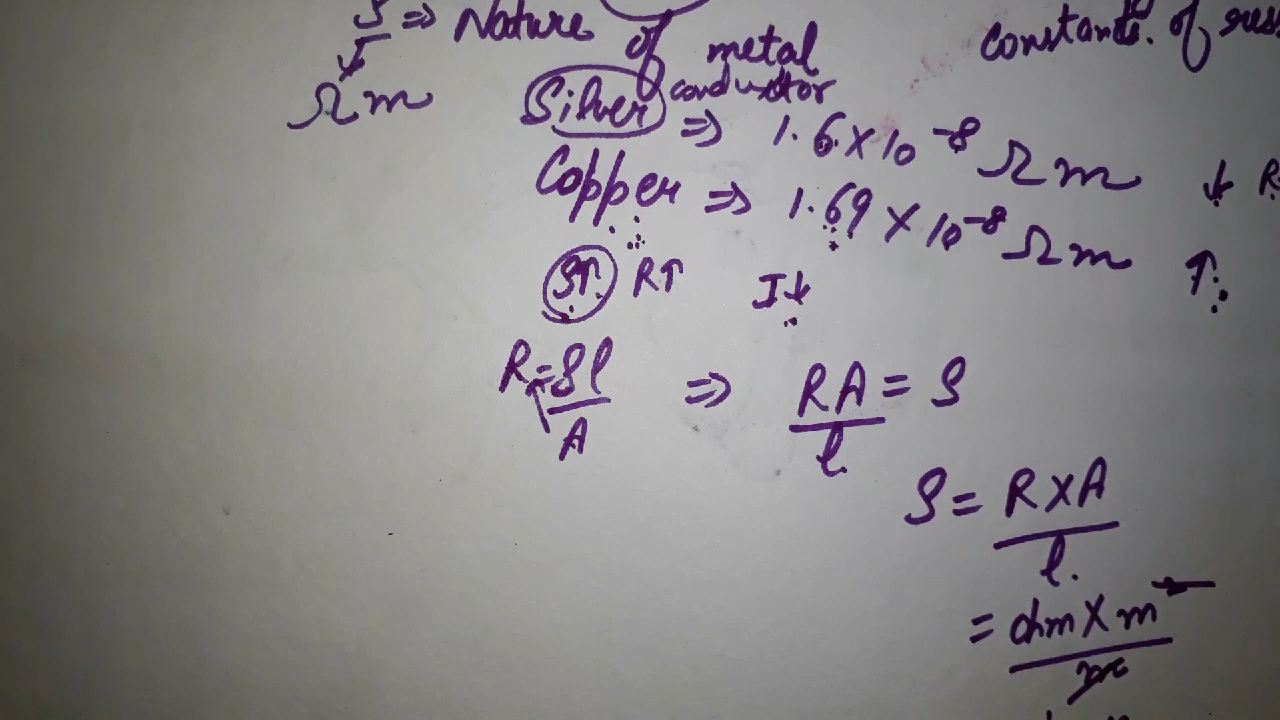 ρ ⇒ Nature of metal constant. of
↓ conductor
Ωm Silver ⇒ 1.6×10⁻⁸ Ωm ↓ R
Copper ⇒ 1.69×10⁻⁸ Ωm ↑
ρ↑ R↑ I↓
R=ρl/A ⇒ RA/l = ρ
ρ = R×A/l.
= ohm×m²/m